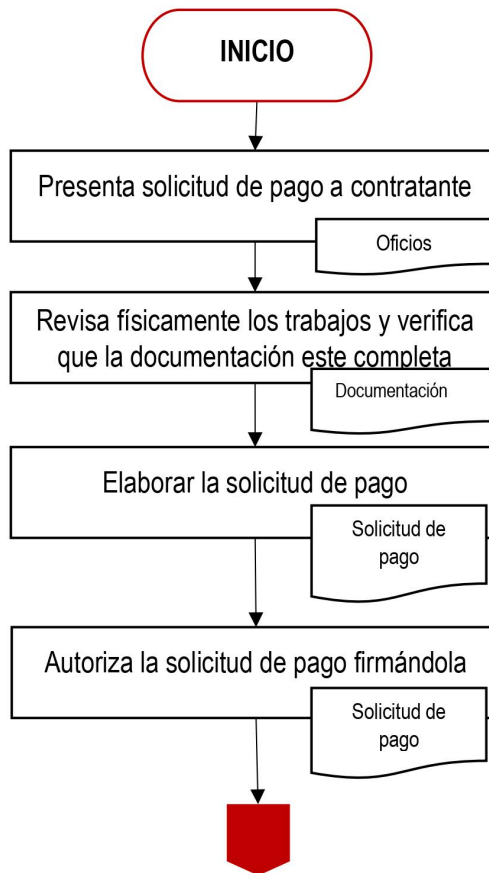 INICIO
Presenta solicitud de pago a contratante
Oficios
Revisa físicamente los trabajos y verifica
que la documentación este completa
Documentación
Elaborar la solicitud de pago
Solicitud de
pago
Autoriza la solicitud de pago firmándola
Solicitud de
pago